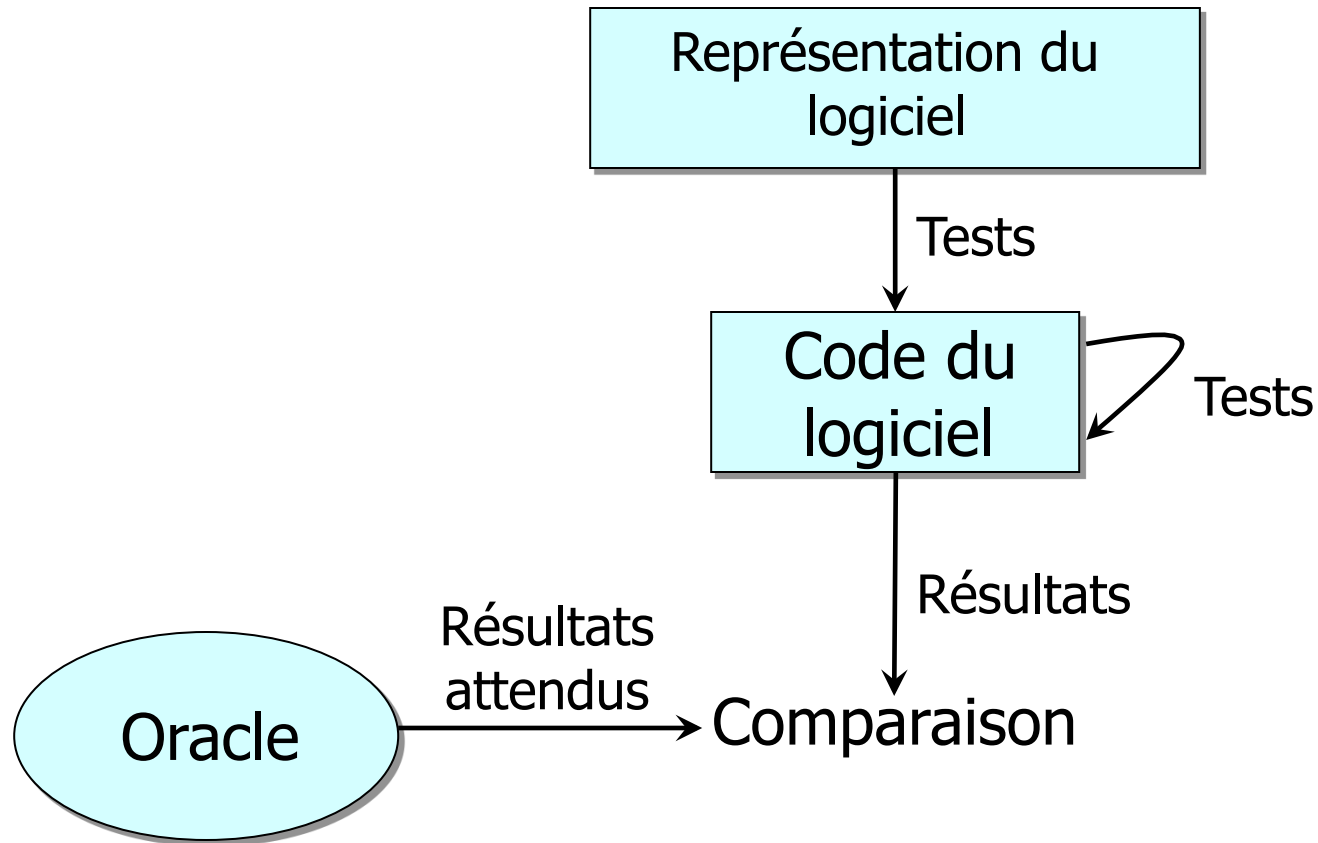 Représentation du
logiciel
Tests
Code du
logiciel
Tests
Résultats
Résultats
attendus
Oracle
Comparaison